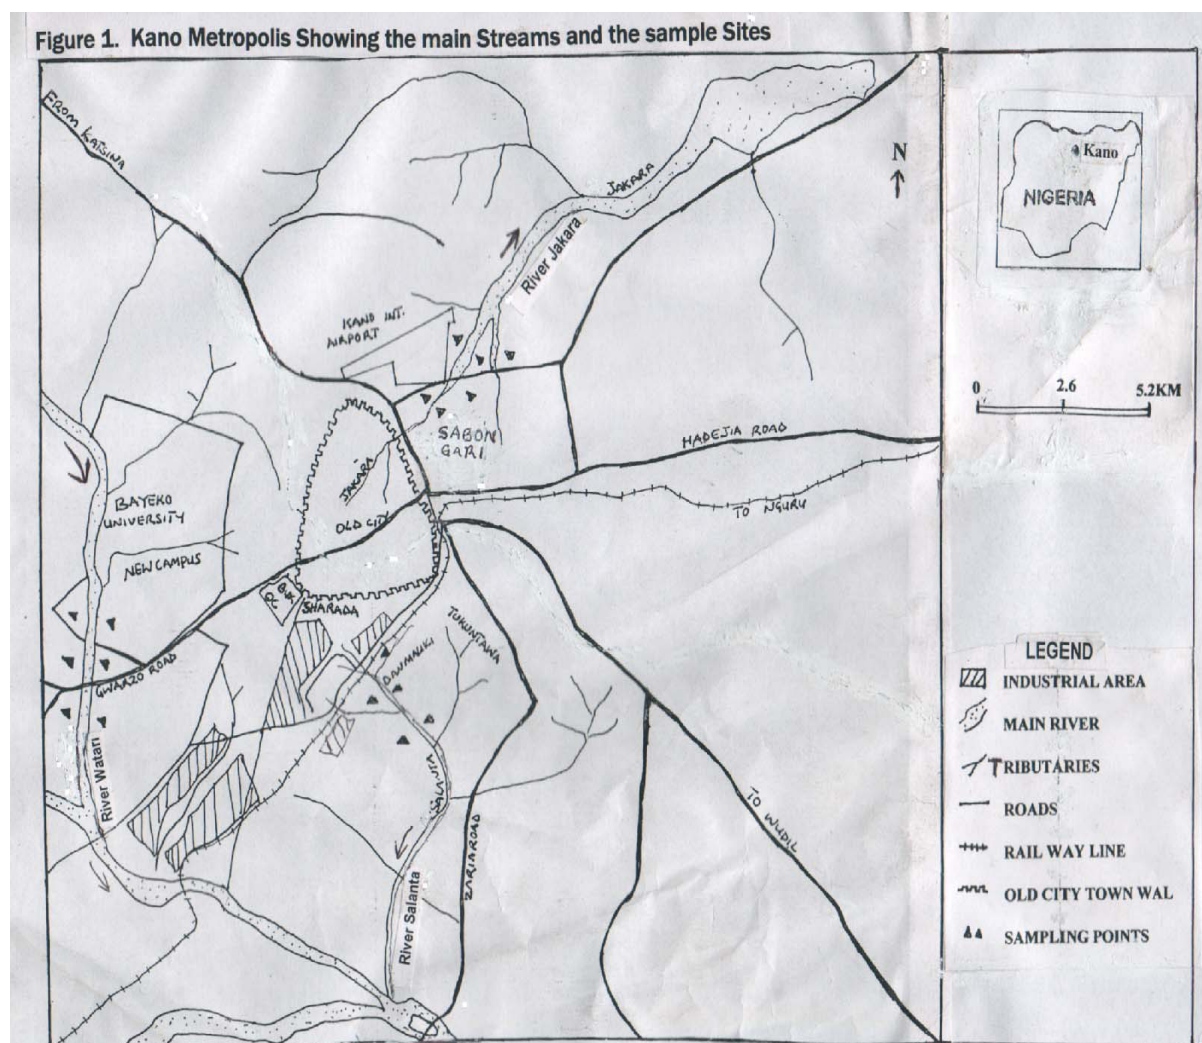 Figure 1. Kano Metropolis Showing the main Streams and the sample Sites
FROM KATSINA
JAKARA
River Jakara
KANO INT.
AIRPORT
SABON
GARI
HADEJIA ROAD
TO NGURU
JAKARA
OLD CITY
BAYEKO
UNIVERSITY
NEW CAMPUS
B.U.K
OC
SHARADA
GWARZO ROAD
TUKUNTAWA
DANMALIKI
River Watari
SALANTA
River Salanta
ZARIA ROAD
TO WUDIL
N
Kano
NIGERIA
0 2.6 5.2KM
LEGEND
INDUSTRIAL AREA
MAIN RIVER
TRIBUTARIES
ROADS
RAIL WAY LINE
OLD CITY TOWN WAL
SAMPLING POINTS